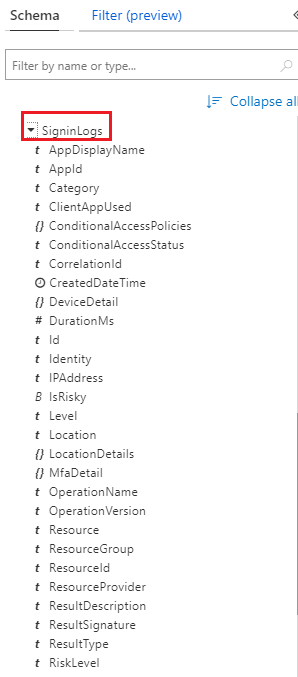 Schema Filter (preview)
Filter by name or type...
Collapse all
SigninLogs
t AppDisplayName
t AppId
t Category
t ClientAppUsed
{} ConditionalAccessPolicies
t ConditionalAccessStatus
t CorrelationId
CreatedDateTime
{} DeviceDetail
# DurationMs
t Id
t Identity
t IPAddress
B IsRisky
t Level
t Location
{} LocationDetails
{} MfaDetail
t OperationName
t OperationVersion
t Resource
t ResourceGroup
t ResourceId
t ResourceProvider
t ResultDescription
t ResultSignature
t ResultType
t RiskLevel